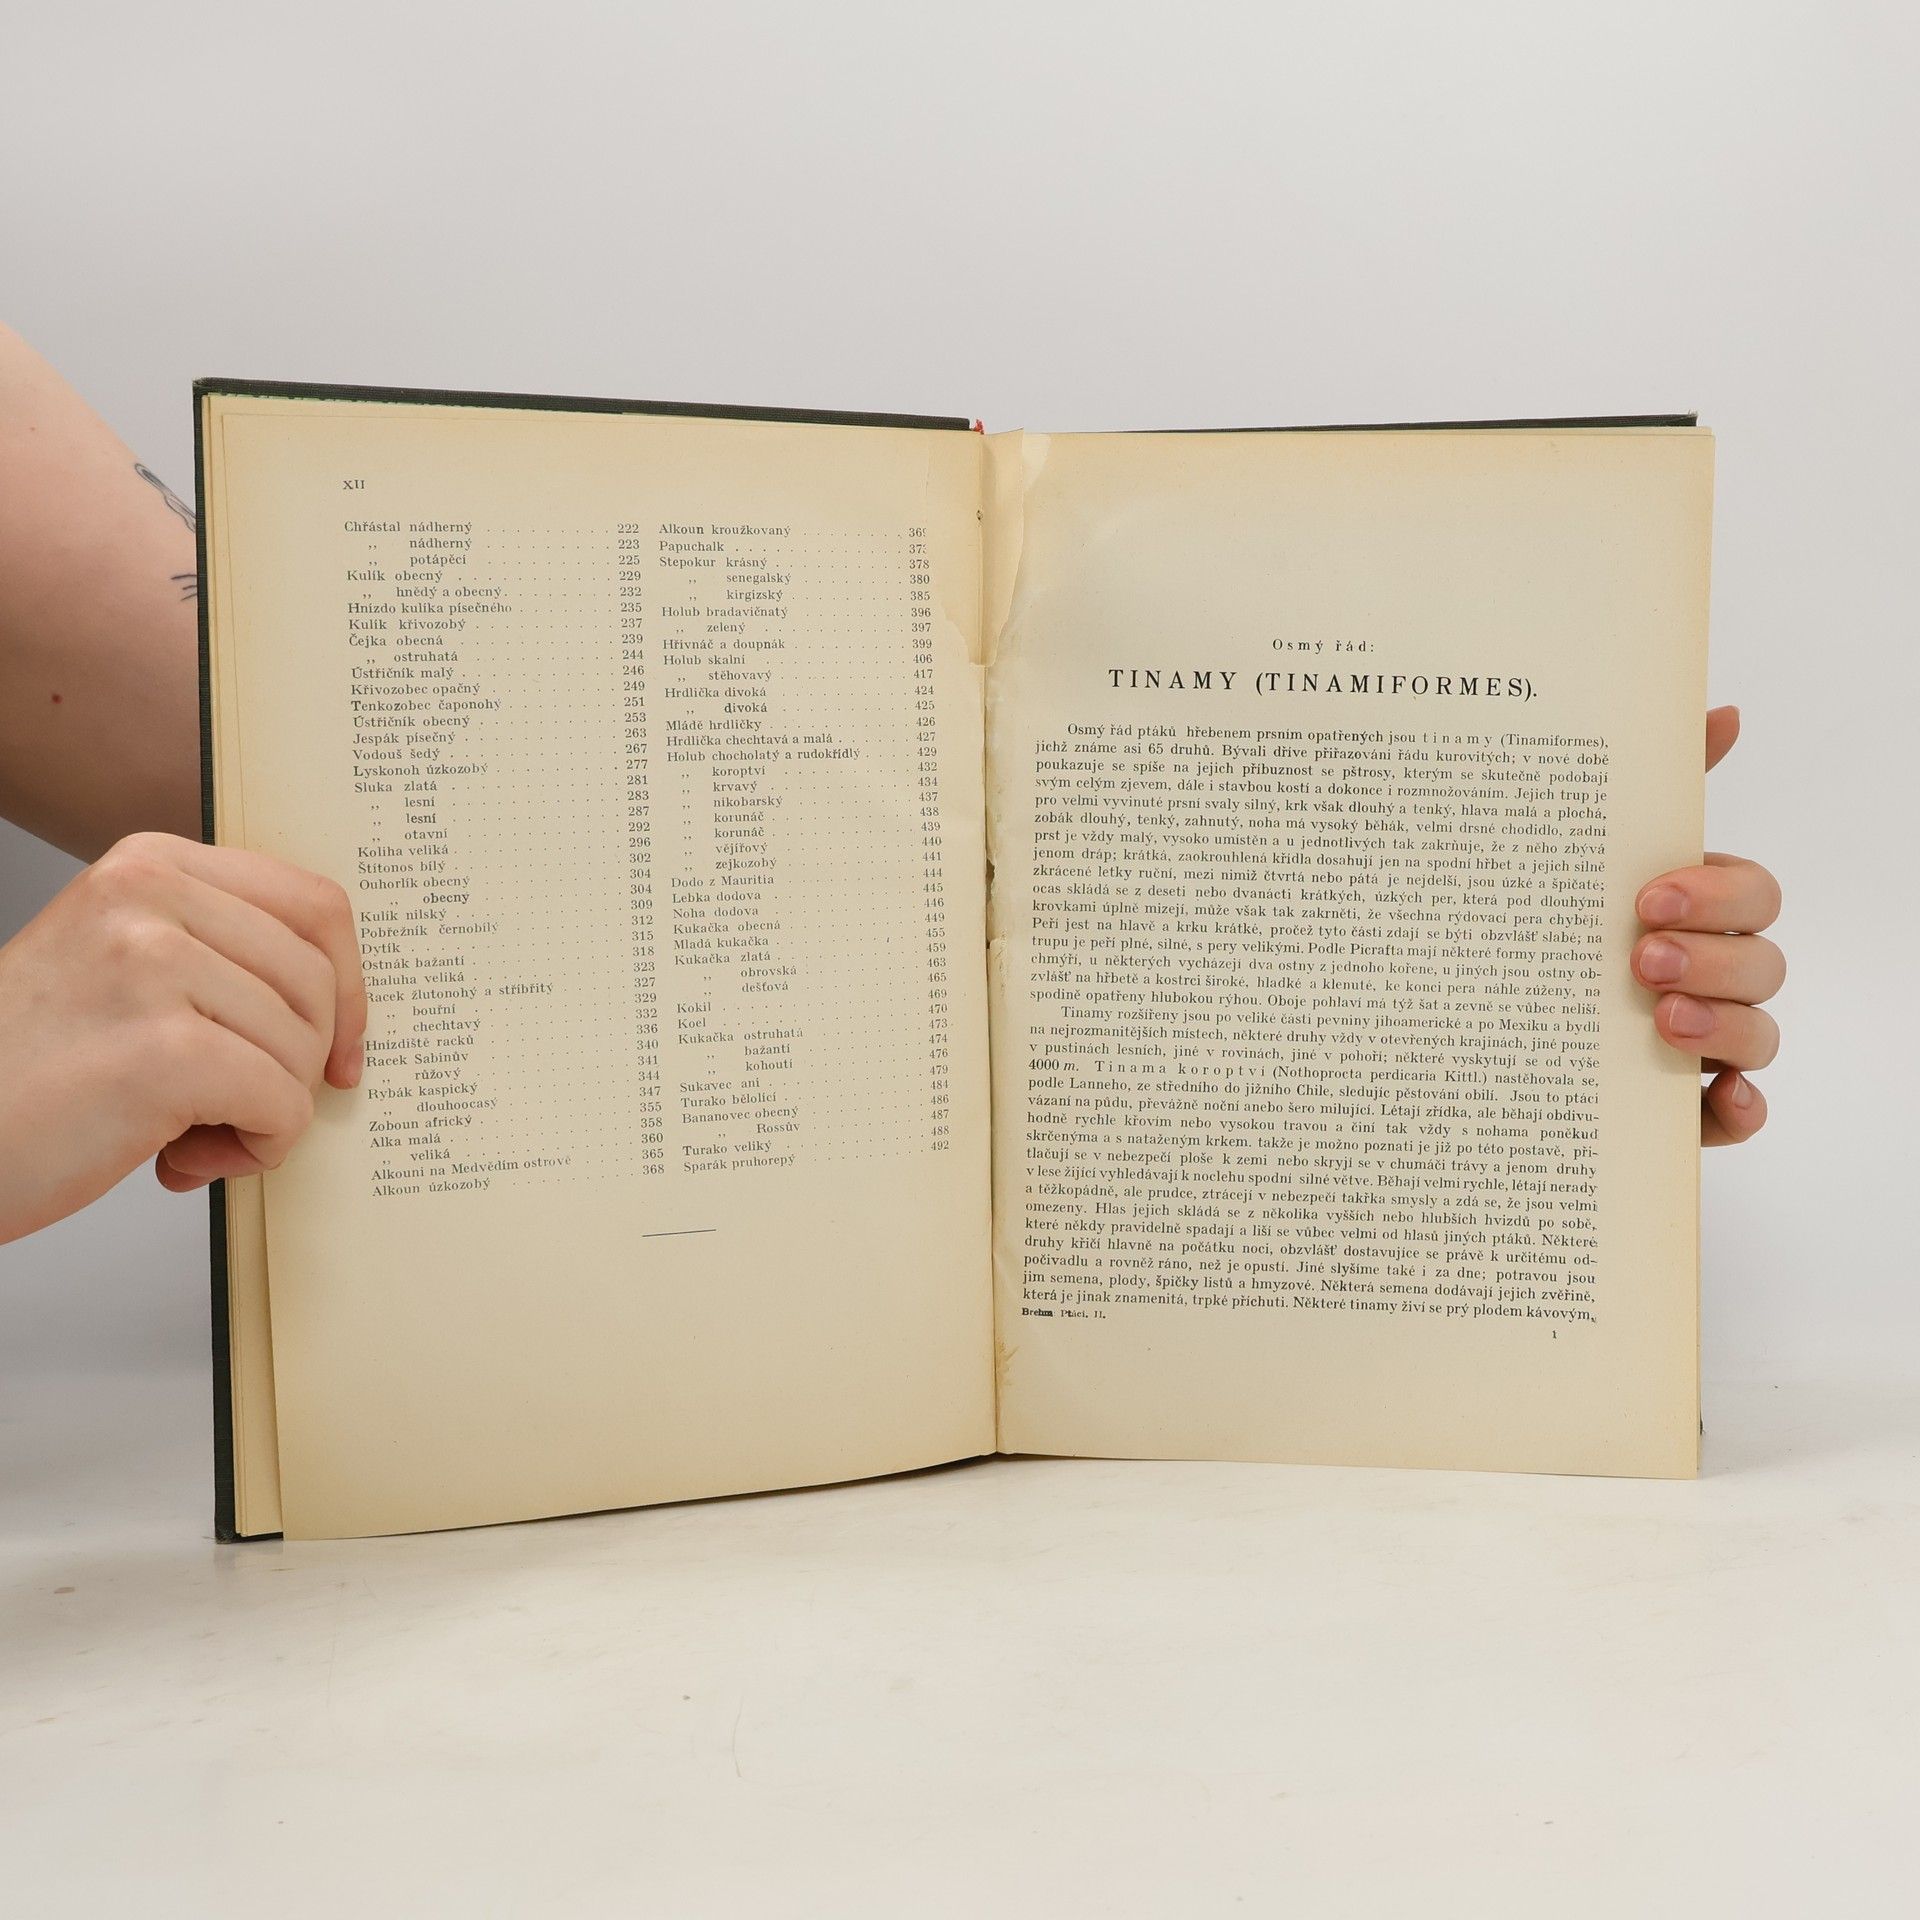 XII
Chřástal nádherný . . . . . . . . . 222
,, nádherný . . . . . . . . . 223
,, potápěcí . . . . . . . . . 225
Kulík obecný . . . . . . . . . 229
,, hnědý a obecný . . . . . . . . . 232
Hnízdo kulíka písečného . . . . . . . 235
Kulík křivozobý . . . . . . . . . 237
Čejka obecná . . . . . . . . . 239
,, ostruhatá . . . . . . . . . 244
Ústřičník malý . . . . . . . . . 246
Křivozobec opačný . . . . . . . . . 249
Tenkozobec čaponohý . . . . . . . . 251
Ústřičník obecný . . . . . . . . . 253
Jespák písečný . . . . . . . . . 263
Vodouš šedý . . . . . . . . . 267
Lyskonoh úzkozobý . . . . . . . . 277
Sluka zlatá . . . . . . . . . 281
,, lesní . . . . . . . . . 283
,, lesní . . . . . . . . . 287
,, otavní . . . . . . . . . 292
Koliha veliká . . . . . . . . . 296
Štítonos bílý . . . . . . . . . 302
Ouhorlík obecný . . . . . . . . . 304
,, obecný . . . . . . . . . 304
Kulík nilský . . . . . . . . . 309
Pobřežník černobílý . . . . . . . . 312
Dytík . . . . . . . . . 315
Ostnák bažantí . . . . . . . . . 318
Chaluha veliká . . . . . . . . . 323
Racek žlutonohý a stříbřitý . . . . . . 327
,, bouřní . . . . . . . . . 329
,, chechtavý . . . . . . . . . 332
Hnízdiště racků . . . . . . . . . 336
Racek Sabinův . . . . . . . . . 340
,, růžový . . . . . . . . . 341
Rybák kaspický . . . . . . . . . 344
,, dlouhoocasý . . . . . . . . . 347
Zoboun africký . . . . . . . . . 355
Alka malá . . . . . . . . . 358
,, veliká . . . . . . . . . 360
Alkouni na Medvědím ostrově . . . . 365
Alkoun úzkozobý . . . . . . . . . 368
Alkoun kroužkovaný . . . . . . . 36
Papuchalk . . . . . . . . . . . 37
Stepokur krásný . . . . . . . . . 378
,, senegalský . . . . . . . 380
,, kirgizský . . . . . . . . 385
Holub bradavičnatý . . . . . . . 396
,, zelený . . . . . . . . . 397
Hřivnáč a doupnák . . . . . . . . 399
Holub skalní . . . . . . . . . 406
,, stěhovavý . . . . . . . . 417
Hrdlička divoká . . . . . . . . . 424
,, divoká . . . . . . . . . 425
Mládě hrdličky . . . . . . . . . 426
Hrdlička chechtavá a malá . . . . . 427
Holub chocholatý a rudokřídlý . . . . 429
,, koroptví . . . . . . . . . 432
,, krvavý . . . . . . . . . 434
,, nikobarský . . . . . . . . 437
,, korunáč . . . . . . . . . 438
,, korunáč . . . . . . . . . 439
,, vějířový . . . . . . . . . 440
,, zejkozobý . . . . . . . . 441
Dodo z Mauritia . . . . . . . . . 444
Lebka dodova . . . . . . . . . 445
Noha dodova . . . . . . . . . 446
Kukačka obecná . . . . . . . . . 449
Mladá kukačka . . . . . . . . . 455
Kukačka zlatá . . . . . . . . . 459
,, obrovská . . . . . . . . 463
,, dešťová . . . . . . . . 465
Kokil . . . . . . . . . 469
Koel . . . . . . . . . 470
Kukačka ostruhatá . . . . . . . . 473
,, bažantí . . . . . . . . 474
,, kohoutí . . . . . . . . 476
Sukavec ani . . . . . . . . . 479
Turako bělolící . . . . . . . . . 484
Bananovec obecný . . . . . . . . 486
,, Rossův . . . . . . . . 487
Turako veliký . . . . . . . . . 488
Sparák pruhorepý . . . . . . . . 492
Osmý řád:
TINAMY (TINAMIFORMES).
Osmý řád ptáků hřebenem prsním opatřených jsou tinamy (Tinamiformes),
jichž známe asi 65 druhů. Bývali dříve přiřazováni řádu kurovitých; v nové době
poukazuje se spíše na jejich příbuznost se pštrosy, kterým se skutečně podobají
svým celým zjevem, dále i stavbou kostí a dokonce i rozmnožováním. Jejich trup je
pro velmi vyvinuté prsní svaly silný, krk však dlouhý a tenký, hlava malá a plochá,
zobák dlouhý, tenký, zahnutý, noha má vysoký běhák, velmi drsné chodidlo, zadní
prst je vždy malý, vysoko umístěn a u jednotlivých tak zakrňuje, že z něho zbývá
jenom dráp; krátká, zaokrouhlená křídla dosahují jen na spodní hřbet a jejich silně
zkrácené letky ruční, mezi nimiž čtvrtá nebo pátá je nejdelší, jsou úzké a špičaté;
ocas skládá se z deseti nebo dvanácti krátkých, úzkých per, která pod dlouhými
krovkami úplně mizejí, může však tak zakrněti, že všechna rýdovací pera chybějí.
Peří jest na hlavě a krku krátké, pročež tyto části zdají se býti obzvlášť slabé; na
trupu je peří plné, silné, s pery velikými. Podle Picrafta mají některé formy prachové
chmýří, u některých vycházejí dva ostny z jednoho kořene, u jiných jsou ostny ob-
zvlášť na hřbetě a kostrci široké, hladké a klenuté, ke konci pera náhle zúženy, na
spodině opatřeny hlubokou rýhou. Oboje pohlaví má týž šat a zevně se vůbec neliší.
Tinamy rozšířeny jsou po veliké části pevniny jihoamerické a po Mexiku a bydlí
na nejrozmanitějších místech, některé druhy vždy v otevřených krajinách, jiné pouze
v pustinách lesních, jiné v rovinách, jiné v pohoří; některé vyskytují se od výše
4000 m. Tinama koroptví (Nothoprocta perdicaria Kittl.) nastěhovala se,
podle Lanneho, ze středního do jižního Chile, sledujíc pěstování obilí. Jsou to ptáci
vázaní na půdu, převážně noční anebo šero milující. Létají zřídka, ale běhají obdivu-
hodně rychle křovím nebo vysokou travou a činí tak vždy s nohama poněkud
skrčenýma a s nataženým krkem. takže je možno poznati je již po této postavě, při-
tlačují se v nebezpečí ploše k zemi nebo skryjí se v chumáči trávy a jenom druhy
v lese žijící vyhledávají k noclehu spodní silné větve. Běhají velmi rychle, létají nerady
a těžkopádně, ale prudce, ztrácejí v nebezpečí takřka smysly a zdá se, že jsou velmi
omezeny. Hlas jejich skládá se z několika vyšších nebo hlubších hvizdů po sobě,
které někdy pravidelně spadají a liší se vůbec velmi od hlasů jiných ptáků. Některé
druhy křičí hlavně na počátku noci, obzvlášť dostavujíce se právě k určitému od-
počivadlu a rovněž ráno, než je opustí. Jiné slyšíme také i za dne; potravou jsou
jim semena, plody, špičky listů a hmyzové. Některá semena dodávají jejich zvěřině,
která je jinak znamenitá, trpké příchuti. Některé tinamy živí se prý plodem kávovým,
Brehm Ptáci. II.
1